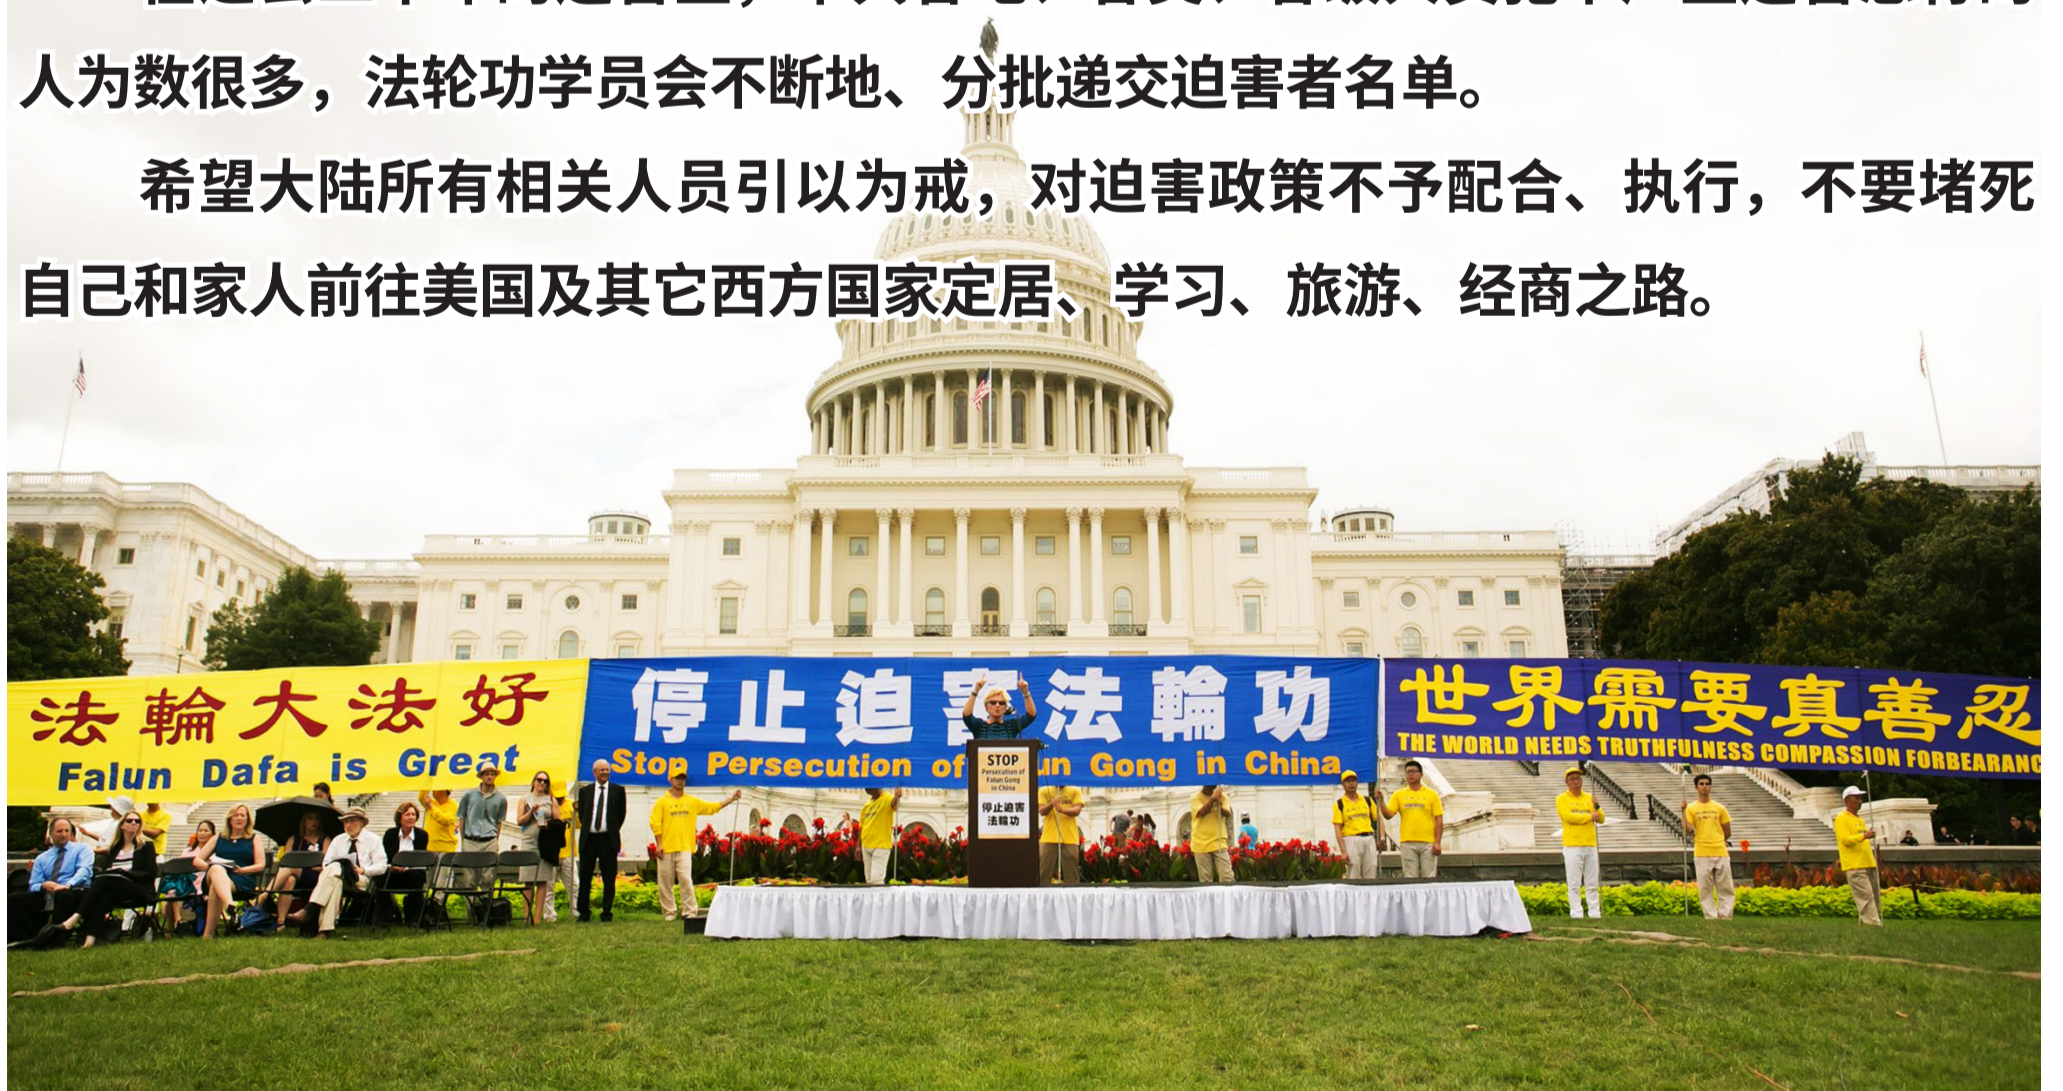 人为数很多，法轮功学员会不断地、分批递交迫害者名单。
希望大陆所有相关人员引以为戒，对迫害政策不予配合、执行，不要堵死
自己和家人前往美国及其它西方国家定居、学习、旅游、经商之路。
法輪大法好
Falun Dafa is Great
停止迫害法輪功
Stop Persecution of un Gong in China
世界需要真善忍
THE WORLD NEEDS TRUTHFULNESS COMPASSION FORBEARANC
STOP
Persecution of
Falun Gong
in China
停止迫害
法輪功